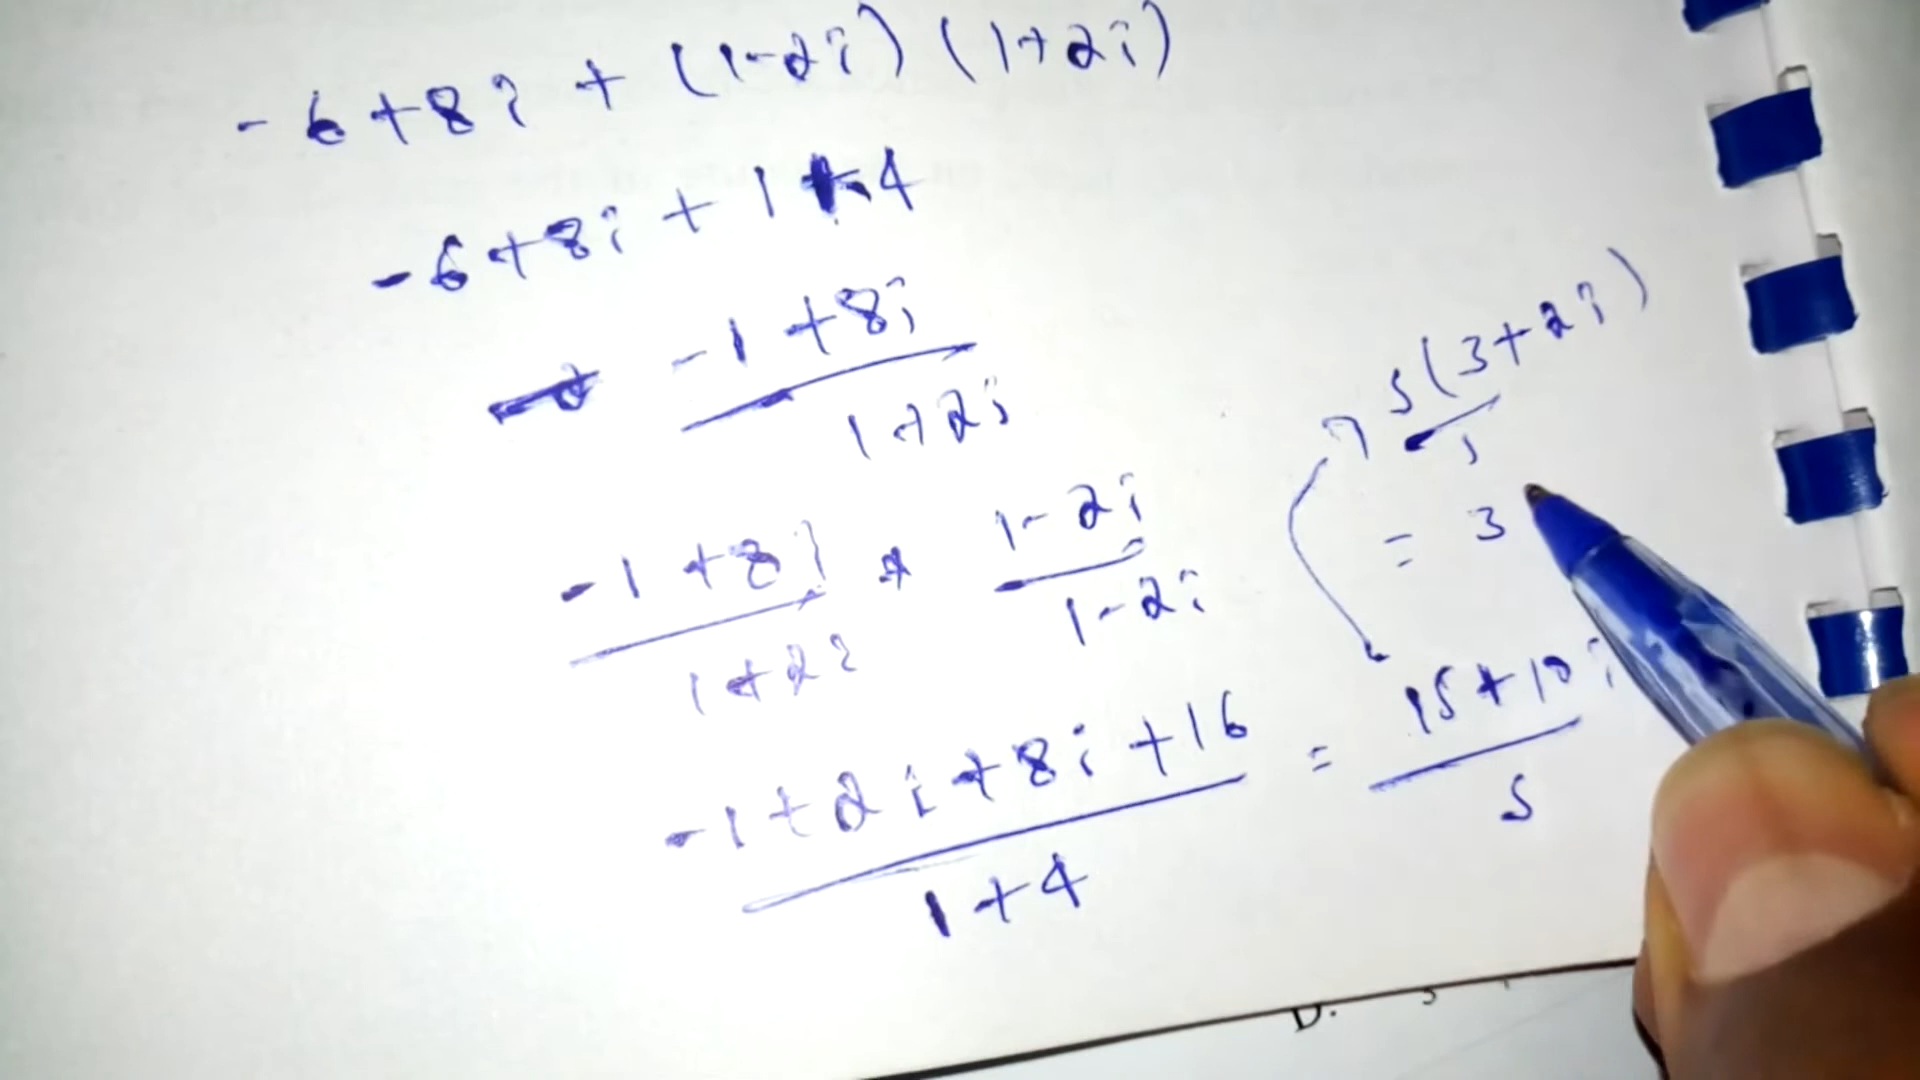 -6+8i + (1-2i) (1+2i)
-6+8i + 1+4
-1+8i
1+2i
5(3+2i)
5
= 3
-1+8i * 1-2i
1+2i 1-2i
-1+2i+8i+16 = 15+10i
1+4 5
D.